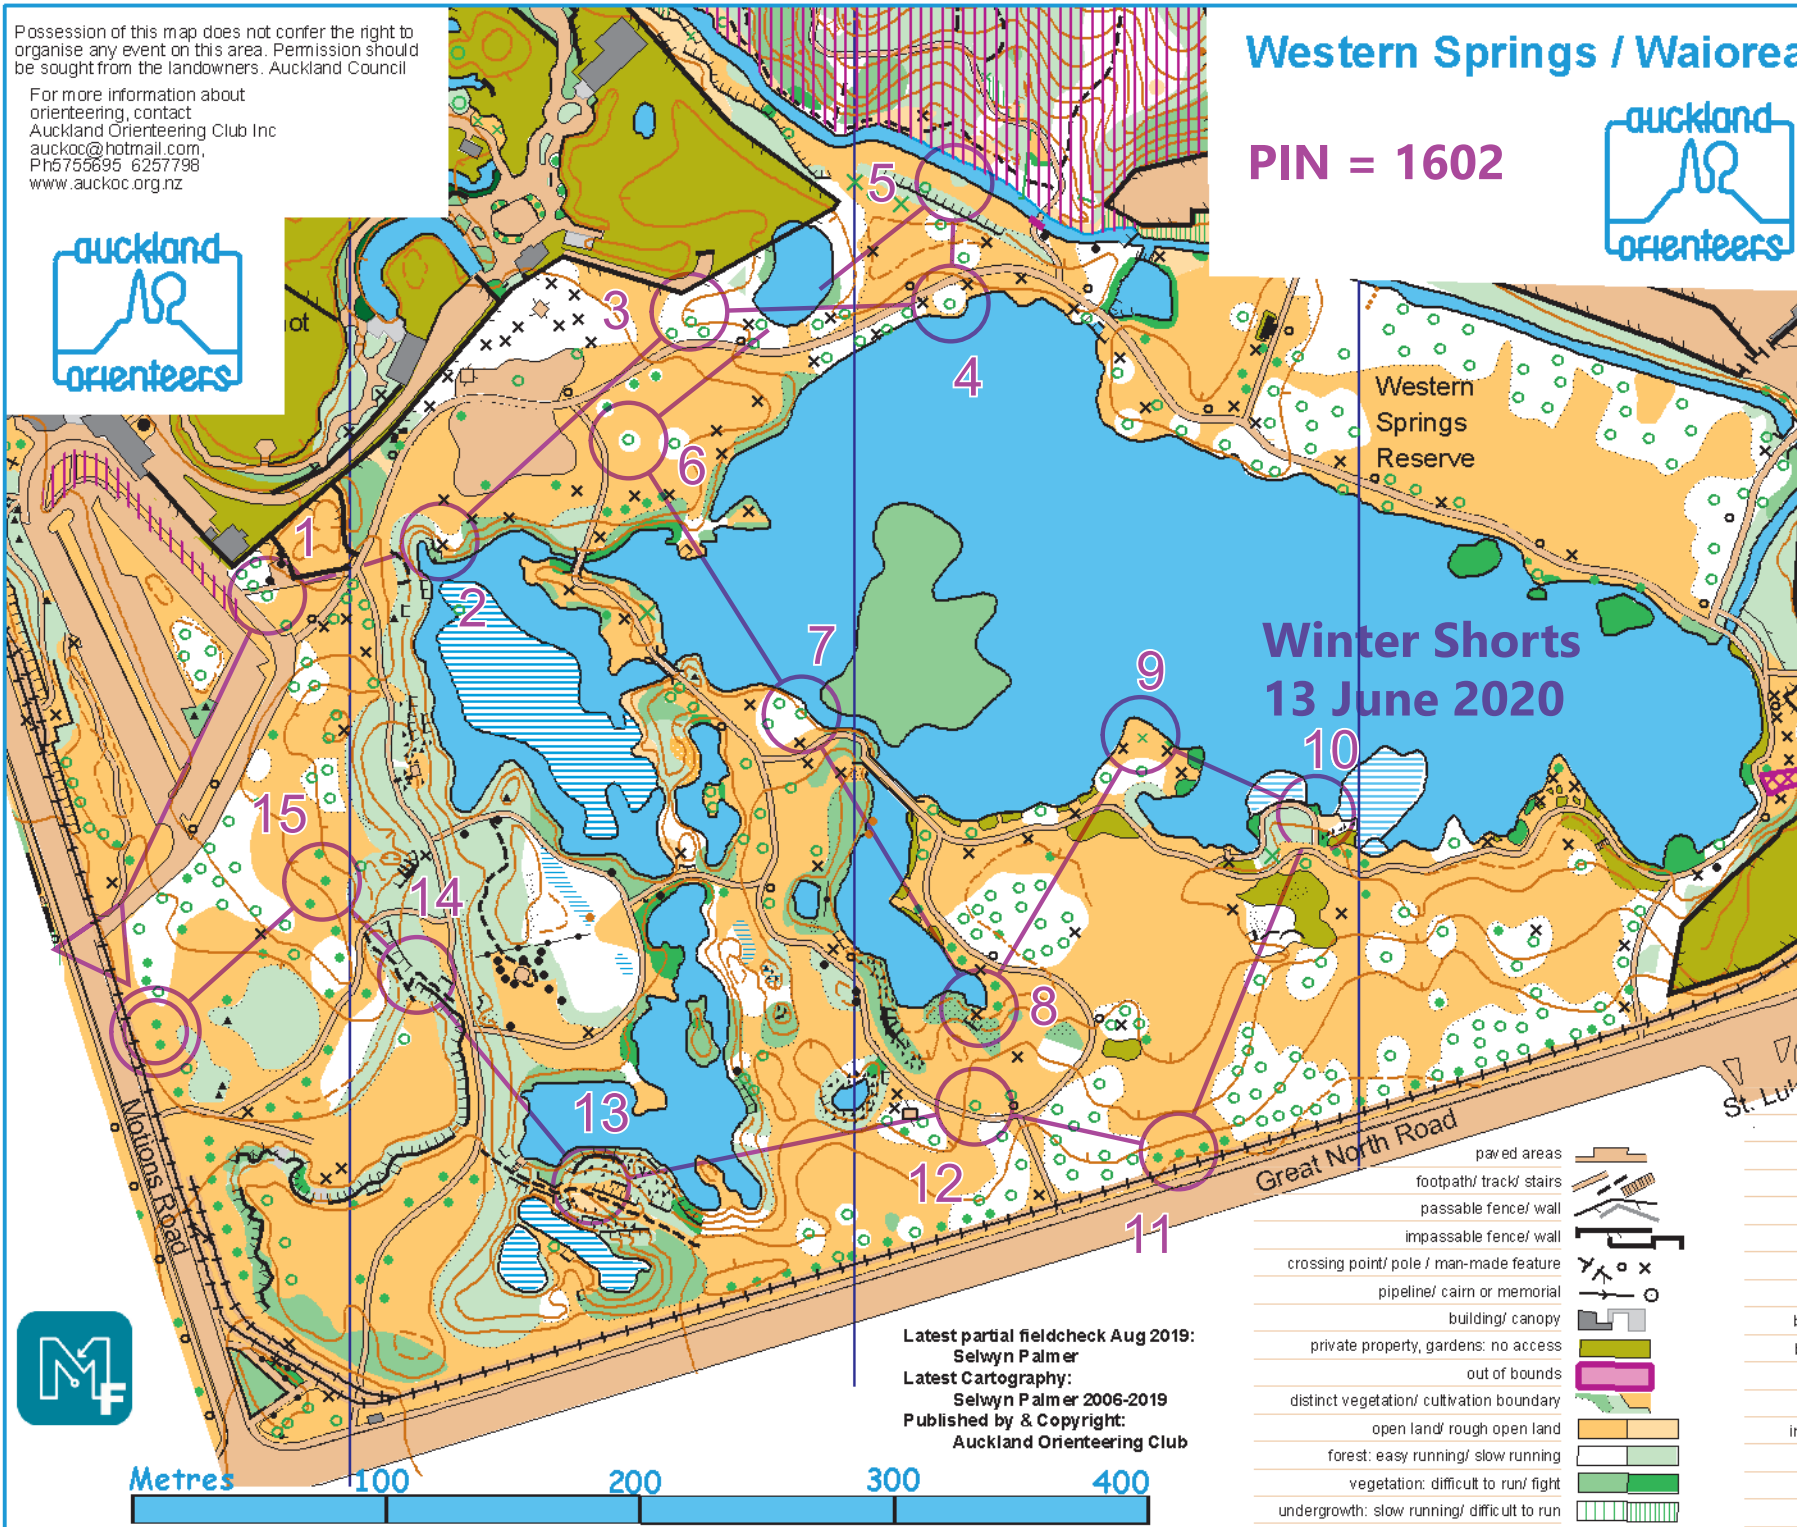 Possession of this map does not confer the right to
organise any event on this area. Permission should
be sought from the landowners. Auckland Council
For more information about
orienteering, contact
Auckland Orienteering Club Inc
auckoc@hotmail.com,
Ph5755695 6257798
www.auckoc.org.nz
auckland
orienteers
Western Springs / Waiorea
PIN = 1602
auckland
orienteers
ot
Western
Springs
Reserve
Winter Shorts
13 June 2020
1
2
3
4
5
6
7
8
9
10
11
12
13
14
15
Motions Road
Great North Road
St. Luk
MF
Latest partial fieldcheck Aug 2019:
Selwyn Palmer
Latest Cartography:
Selwyn Palmer 2006-2019
Published by & Copyright:
Auckland Orienteering Club
paved areas
footpath/ track/ stairs
passable fence/ wall
impassable fence/ wall
crossing point/ pole / man-made feature
pipeline/ cairn or memorial
building/ canopy
private property, gardens: no access
out of bounds
distinct vegetation/ cultivation boundary
open land/ rough open land
forest: easy running/ slow running
vegetation: difficult to run/ fight
undergrowth: slow running/ difficult to run
Metres 100 200 300 400